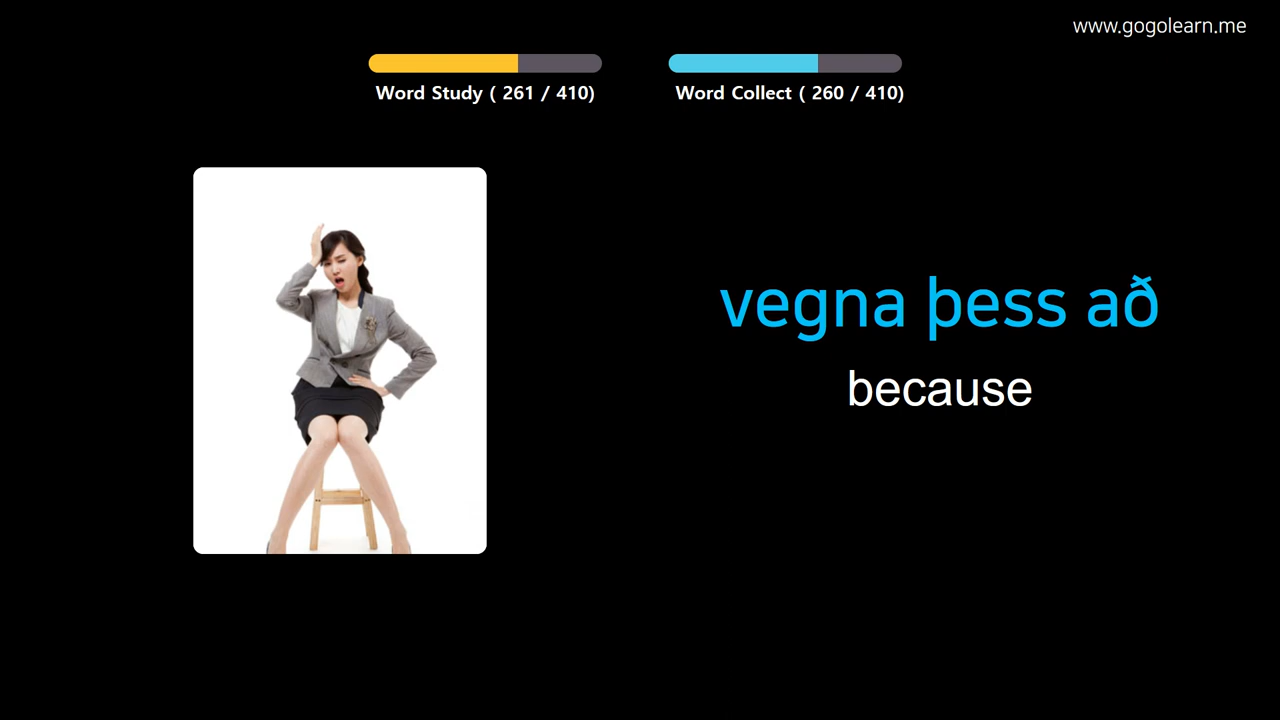 www.gogolearn.me
Word Study ( 261 / 410)
Word Collect ( 260 / 410)
vegna þess að
because